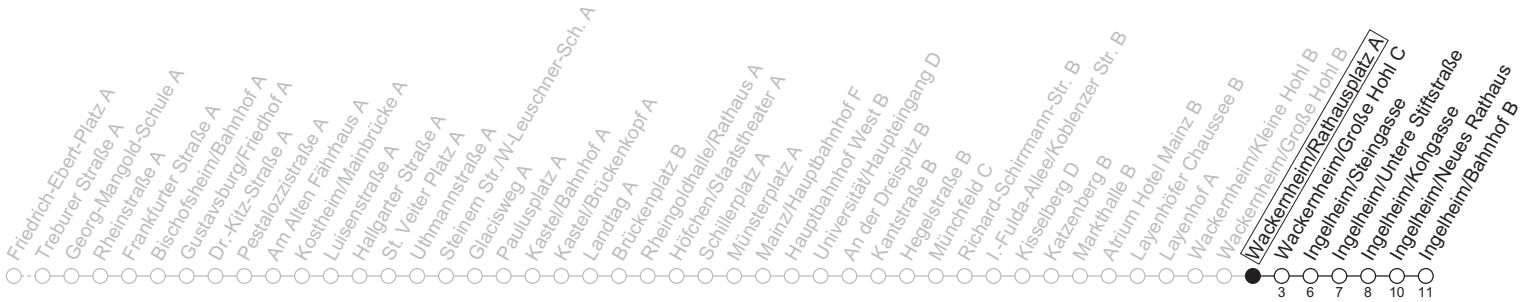 Friedrich-Ebert-Platz A
Treburer Straße A
Georg-Mangold-Schule A
Rheinstraße A
Frankfurter Straße A
Bischofsheim/Bahnhof A
Gustavsburg/Friedhof A
Dr.-Kitz-Straße A
Pestalozzistraße A
Am Alten Fährhaus A
Kostheim/Mainbrücke A
Luisenstraße A
Hallgarter Straße A
St. Veiter Platz A
Uthmannstraße A
Steinern Str./W-Leuschner-Sch. A
Glacisweg A
Paulusplatz A
Kastel/Bahnhof A
Kastel/Brückenkopf A
Landtag A
Brückenplatz B
Rheingoldhalle/Rathaus A
Höfchen/Staatstheater A
Schillerplatz A
Münsterplatz A
Mainz/Hauptbahnhof F
Hauptbahnhof West B
Universität/Haupteingang D
An der Dreispitz B
Kantstraße B
Hegelstraße B
Münchfeld C
Richard-Schirrmann-Str. B
I.-Fulda-Allee/Koblenzer Str. B
Kisselberg D
Katzenberg B
Markthalle B
Atrium Hotel Mainz B
Layenhöfer Chaussee B
Layenhof A
Wackernheim/Kleine Hohl B
Wackernheim/Große Hohl B
Wackernheim/Rathausplatz A
Wackernheim/Große Hohl C
Ingelheim/Steingasse
Ingelheim/Untere Stiftstraße
Ingelheim/Kohgasse
Ingelheim/Neues Rathaus
Ingelheim/Bahnhof B
3 6 7 8 10 11